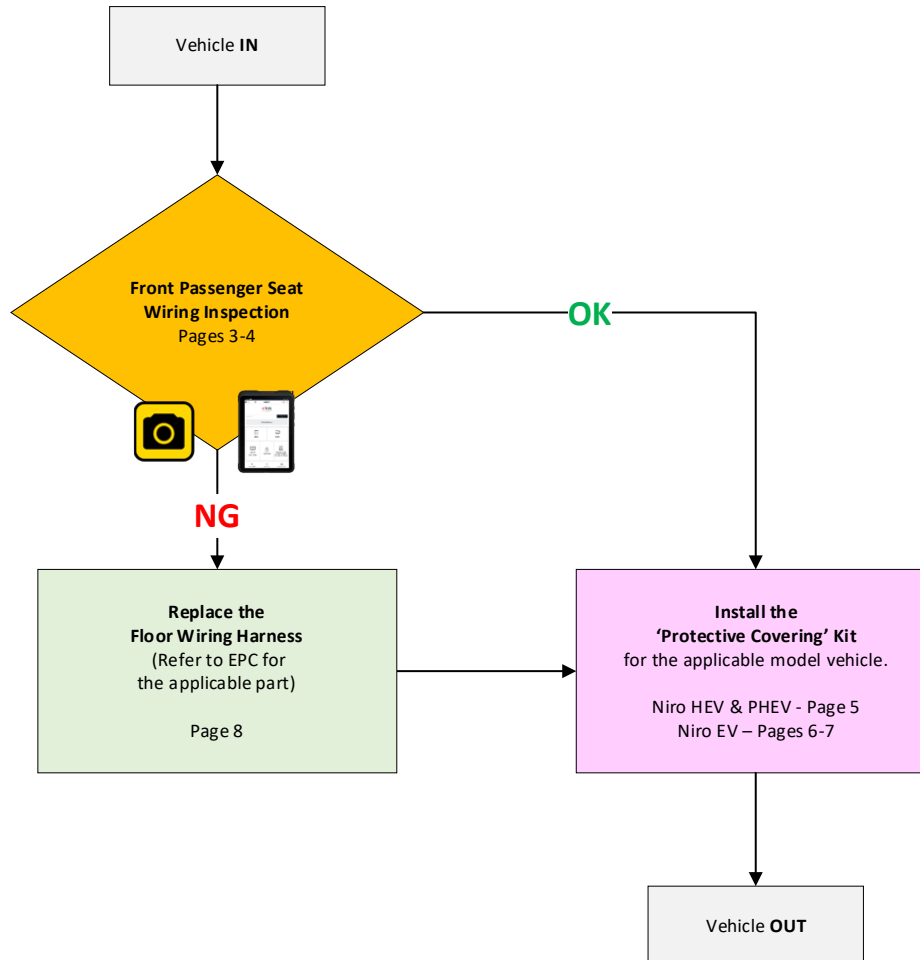 Vehicle IN
Front Passenger Seat
Wiring Inspection
Pages 3-4
OK
NG
Replace the
Floor Wiring Harness
(Refer to EPC for
the applicable part)
Page 8
Install the
‘Protective Covering’ Kit
for the applicable model vehicle.
Niro HEV & PHEV - Page 5
Niro EV – Pages 6-7
Vehicle OUT